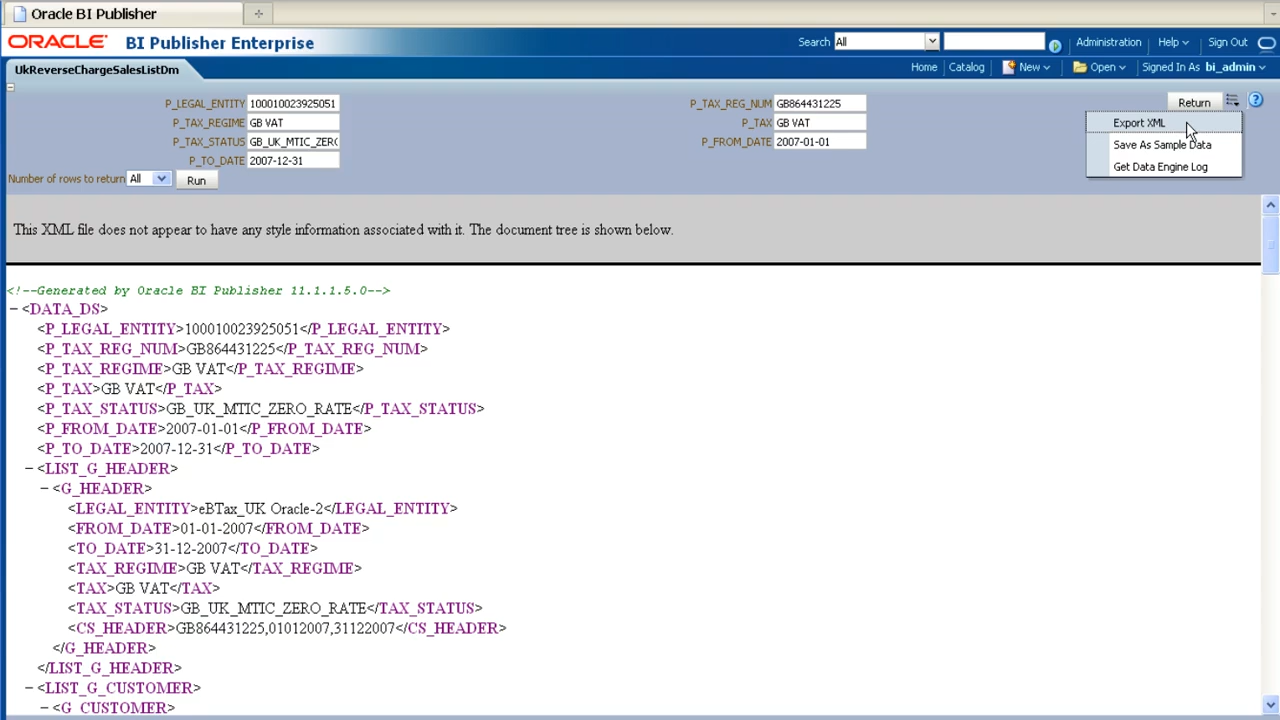 Oracle BI Publisher
ORACLE BI Publisher Enterprise Search All Administration Help Sign Out
UkReverseChargeSalesListDm Home Catalog New Open Signed In As bi_admin
P_LEGAL_ENTITY 100010023925051 P_TAX_REG_NUM GB864431225 Return
P_TAX_REGIME GB VAT P_TAX GB VAT Export XML
P_TAX_STATUS GB_UK_MTIC_ZERO P_FROM_DATE 2007-01-01 Save As Sample Data
P_TO_DATE 2007-12-31 Get Data Engine Log
Number of rows to return All Run
This XML file does not appear to have any style information associated with it. The document tree is shown below.
<!--Generated by Oracle BI Publisher 11.1.1.5.0-->
− <DATA_DS>
<P_LEGAL_ENTITY>100010023925051</P_LEGAL_ENTITY>
<P_TAX_REG_NUM>GB864431225</P_TAX_REG_NUM>
<P_TAX_REGIME>GB VAT</P_TAX_REGIME>
<P_TAX>GB VAT</P_TAX>
<P_TAX_STATUS>GB_UK_MTIC_ZERO_RATE</P_TAX_STATUS>
<P_FROM_DATE>2007-01-01</P_FROM_DATE>
<P_TO_DATE>2007-12-31</P_TO_DATE>
− <LIST_G_HEADER>
− <G_HEADER>
<LEGAL_ENTITY>eBTax_UK Oracle-2</LEGAL_ENTITY>
<FROM_DATE>01-01-2007</FROM_DATE>
<TO_DATE>31-12-2007</TO_DATE>
<TAX_REGIME>GB VAT</TAX_REGIME>
<TAX>GB VAT</TAX>
<TAX_STATUS>GB_UK_MTIC_ZERO_RATE</TAX_STATUS>
<CS_HEADER>GB864431225,01012007,31122007</CS_HEADER>
</G_HEADER>
</LIST_G_HEADER>
− <LIST_G_CUSTOMER>
− <G_CUSTOMER>